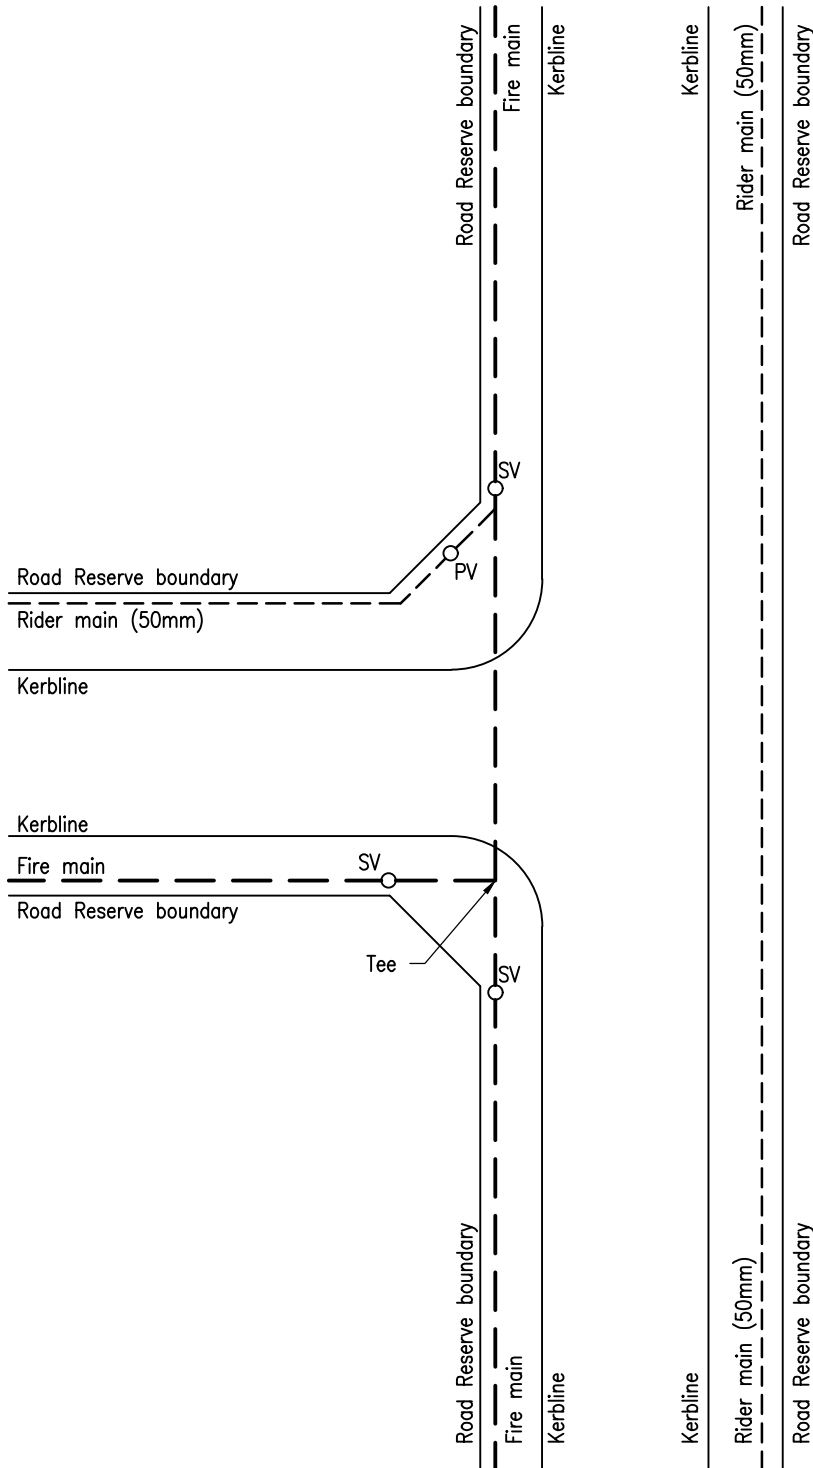 Road Reserve boundary
Fire main
Kerbline
Kerbline
Rider main (50mm)
Road Reserve boundary
SV
PV
Road Reserve boundary
Rider main (50mm)
Kerbline
Kerbline
Fire main
SV
Road Reserve boundary
Tee
SV
Road Reserve boundary
Fire main
Kerbline
Kerbline
Rider main (50mm)
Road Reserve boundary